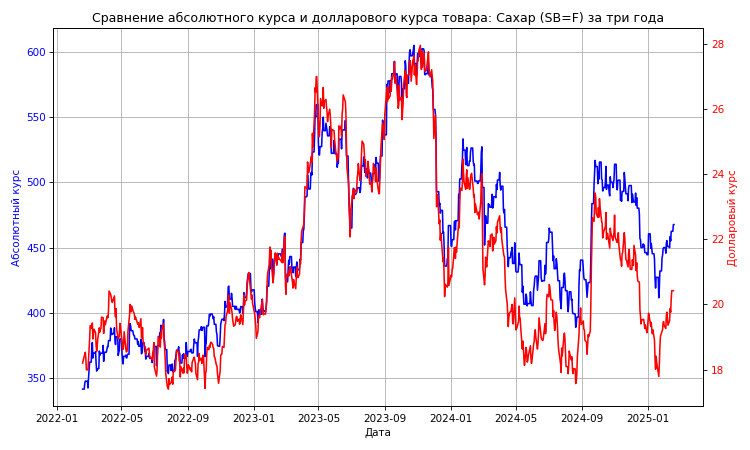 Сравнение абсолютного курса и долларового курса товара: Сахар (SB=F) за три года
Абсолютный курс
600
550
500
450
400
350
Долларовый курс
28
26
24
22
20
18
2022-01 2022-05 2022-09 2023-01 2023-05 2023-09 2024-01 2024-05 2024-09 2025-01
Дата